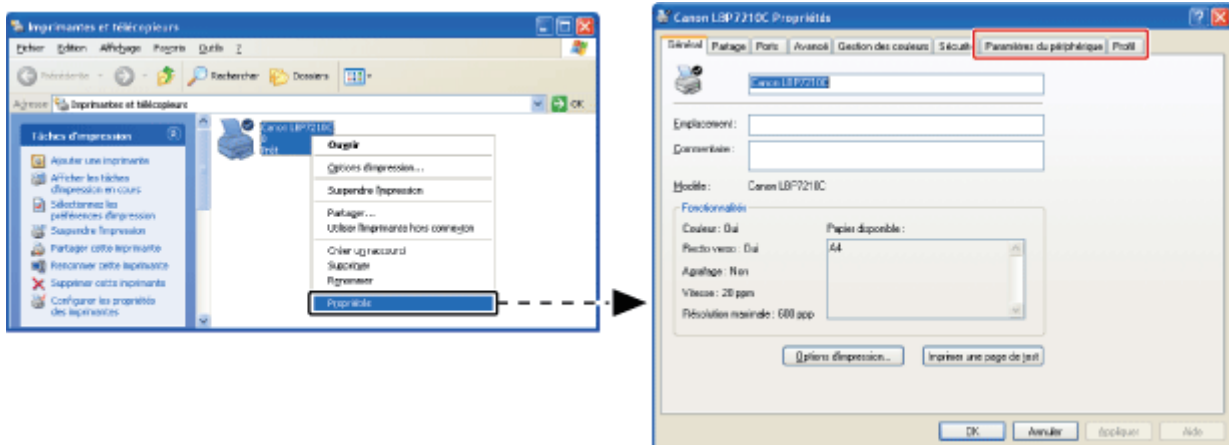 Imprimantes et télécopieurs
Fichier Edition Affichage Favoris Outils ?
Précédente Rechercher Dossiers
Adresse Imprimantes et télécopieurs OK
Tâches d'impression
Ajouter une imprimante
Afficher les tâches
d'impression en cours
Sélectionnez les
préférences d'impression
Suspendre l'impression
Partager cette imprimante
Renommer cette imprimante
Supprimer cette imprimante
Configurer les propriétés
des imprimantes
Canon LBP7210C
0
Prêt
Ouvrir
Options d'impression...
Suspendre l'impression
Partager...
Utiliser l'imprimante hors connexion
Créer un raccourci
Supprimer
Renommer
Propriétés
Canon LBP7210C Propriétés
Général Partage Ports Avancé Gestion des couleurs Sécurité Paramètres du périphérique Profil
Canon LBP7210C
Emplacement :
Commentaire :
Modèle : Canon LBP7210C
Fonctionnalités
Couleur : Oui
Recto verso : Oui
Agrafage : Non
Vitesse : 20 ppm
Résolution maximale : 600 ppp
Papier disponible :
A4
Options d'impression...
Imprimer une page de test
OK Annuler Appliquer Aide